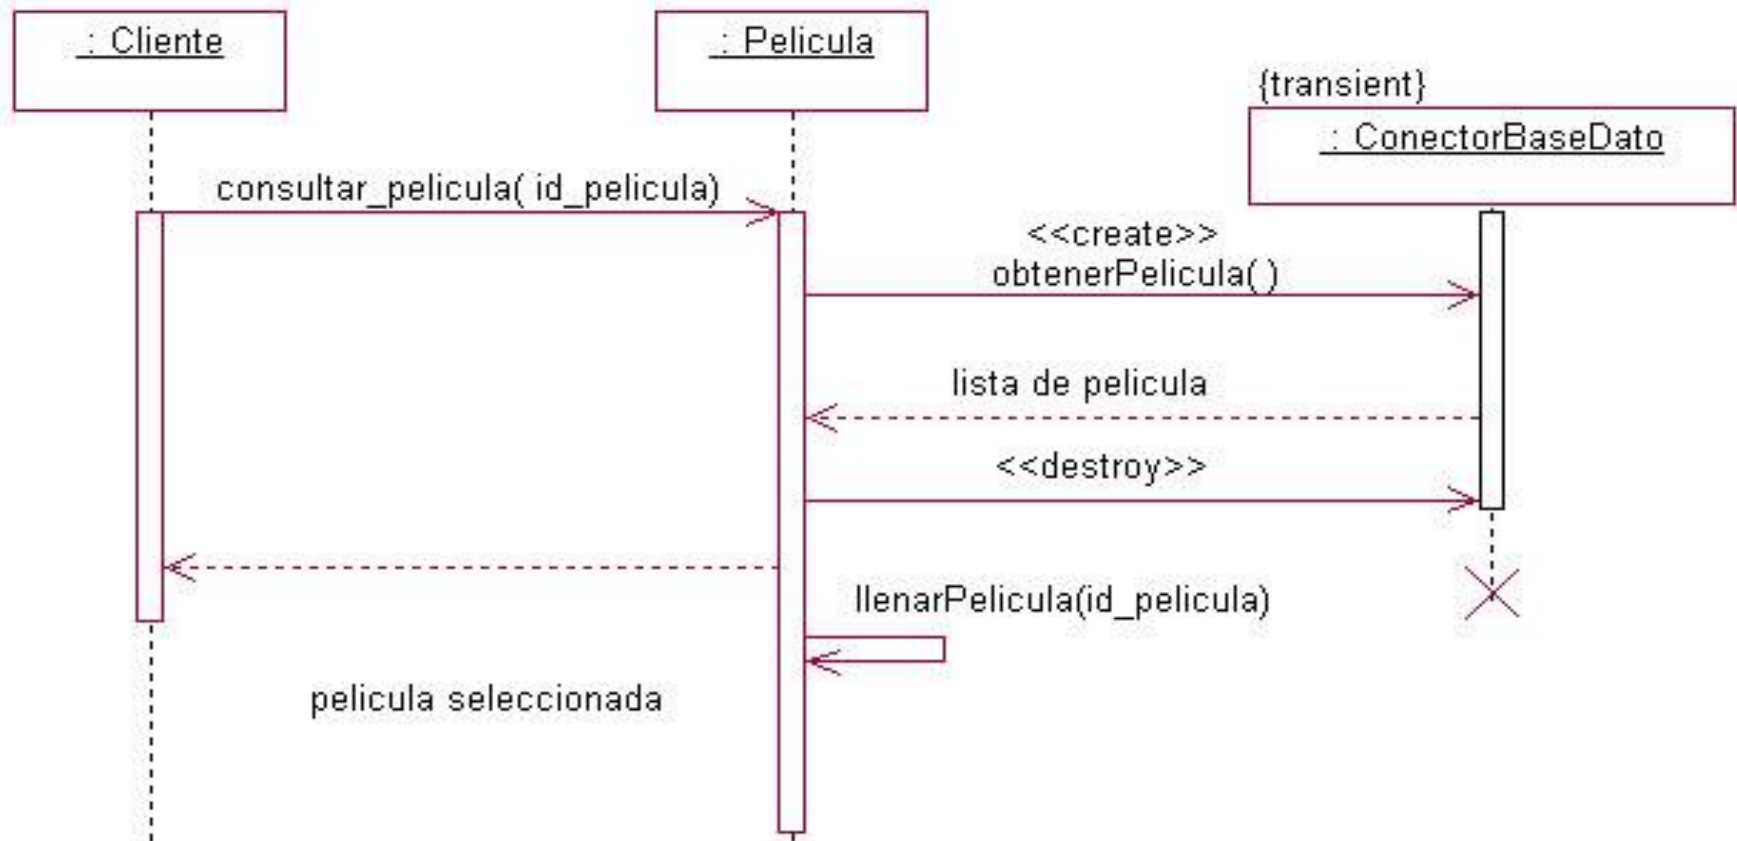 : Cliente
: Pelicula
{transient}
: ConectorBaseDato
consultar_pelicula( id_pelicula)
<<create>>
obtenerPelicula( )
lista de pelicula
<<destroy>>
llenarPelicula(id_pelicula)
pelicula seleccionada